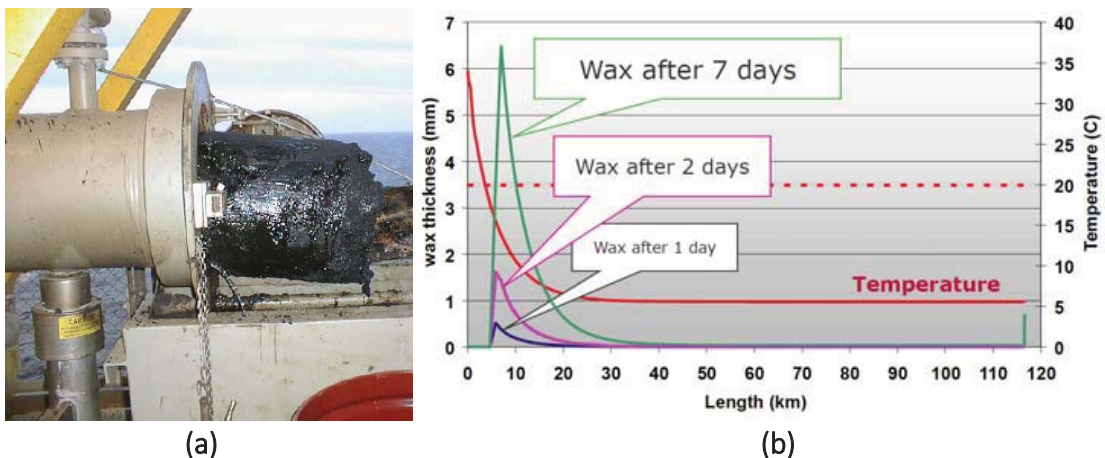 CAUTION
(a)
(b)
wax thickness (mm)
7
6
5
4
3
2
1
0
Wax after 7 days
Wax after 2 days
Wax after 1 day
Temperature
40
35
30
25
20
15
10
5
0
Temperature (C)
0 10 20 30 40 50 60 70 80 90 100 110 120
Length (km)